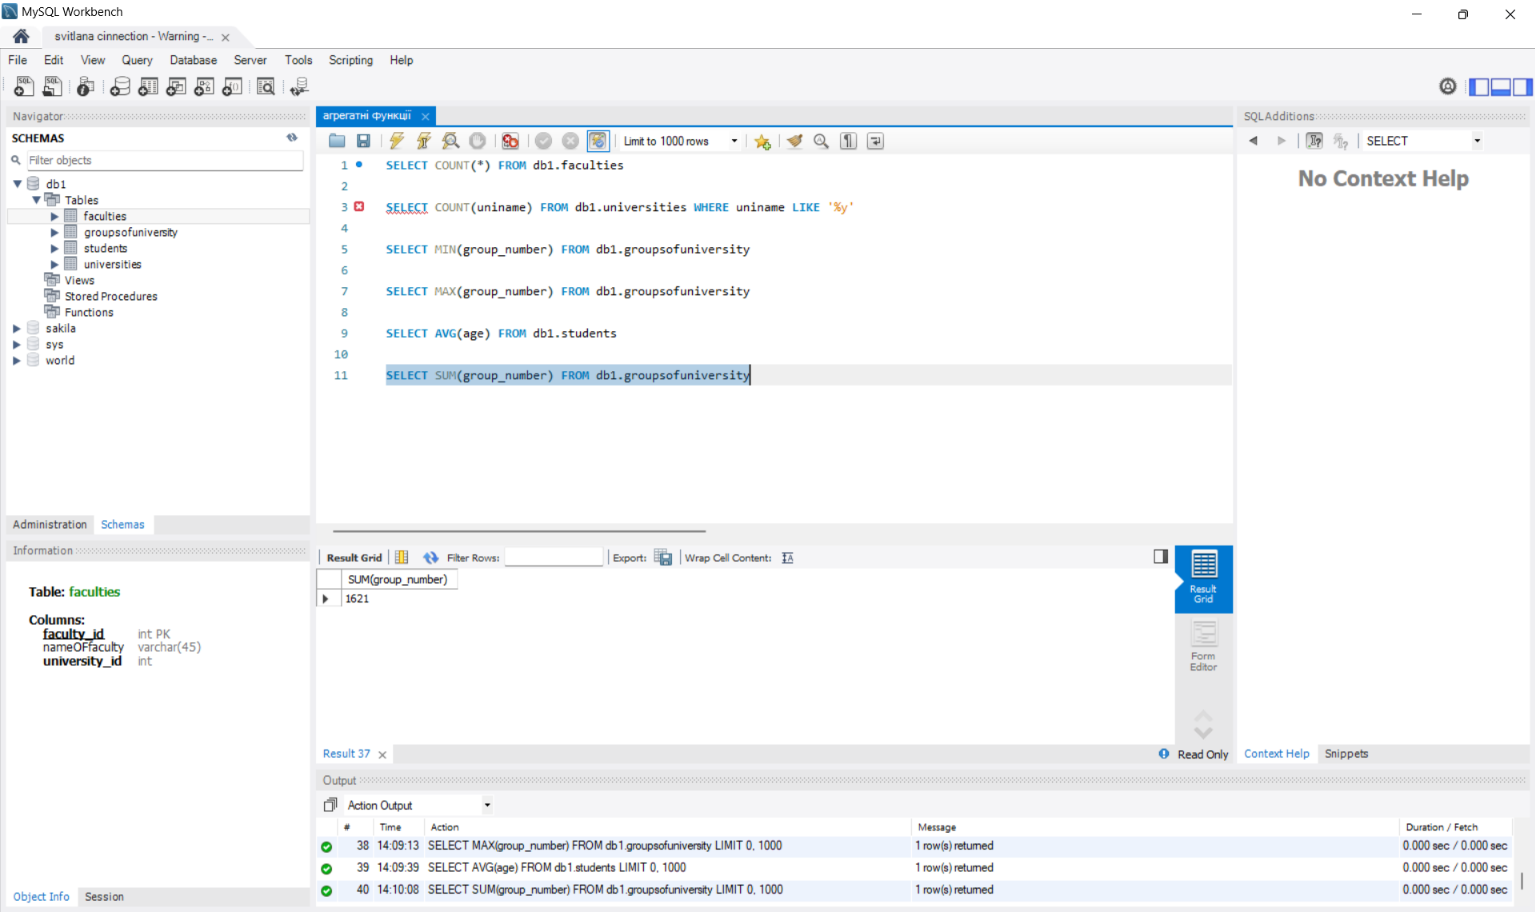 MySQL Workbench
svitlana cinnection - Warning -...
File Edit View Query Database Server Tools Scripting Help
Navigator
SCHEMAS
Filter objects
db1
Tables
faculties
groupsofuniversity
students
universities
Views
Stored Procedures
Functions
sakila
sys
world
Administration Schemas
Information
Table: faculties
Columns:
faculty_id int PK
nameOFfaculty varchar(45)
university_id int
Object Info Session
агрегатні функції
Limit to 1000 rows
1 SELECT COUNT(*) FROM db1.faculties
2
3 SELECT COUNT(uniname) FROM db1.universities WHERE uniname LIKE '%y'
4
5 SELECT MIN(group_number) FROM db1.groupsofuniversity
6
7 SELECT MAX(group_number) FROM db1.groupsofuniversity
8
9 SELECT AVG(age) FROM db1.students
10
11 SELECT SUM(group_number) FROM db1.groupsofuniversity
Result Grid Filter Rows: Export: Wrap Cell Content:
SUM(group_number)
1621
Result
Grid
Form
Editor
Result 37
Read Only
SQLAdditions
SELECT
No Context Help
Context Help Snippets
Output
Action Output
# Time Action Message Duration / Fetch
38 14:09:13 SELECT MAX(group_number) FROM db1.groupsofuniversity LIMIT 0, 1000 1 row(s) returned 0.000 sec / 0.000 sec
39 14:09:39 SELECT AVG(age) FROM db1.students LIMIT 0, 1000 1 row(s) returned 0.000 sec / 0.000 sec
40 14:10:08 SELECT SUM(group_number) FROM db1.groupsofuniversity LIMIT 0, 1000 1 row(s) returned 0.000 sec / 0.000 sec